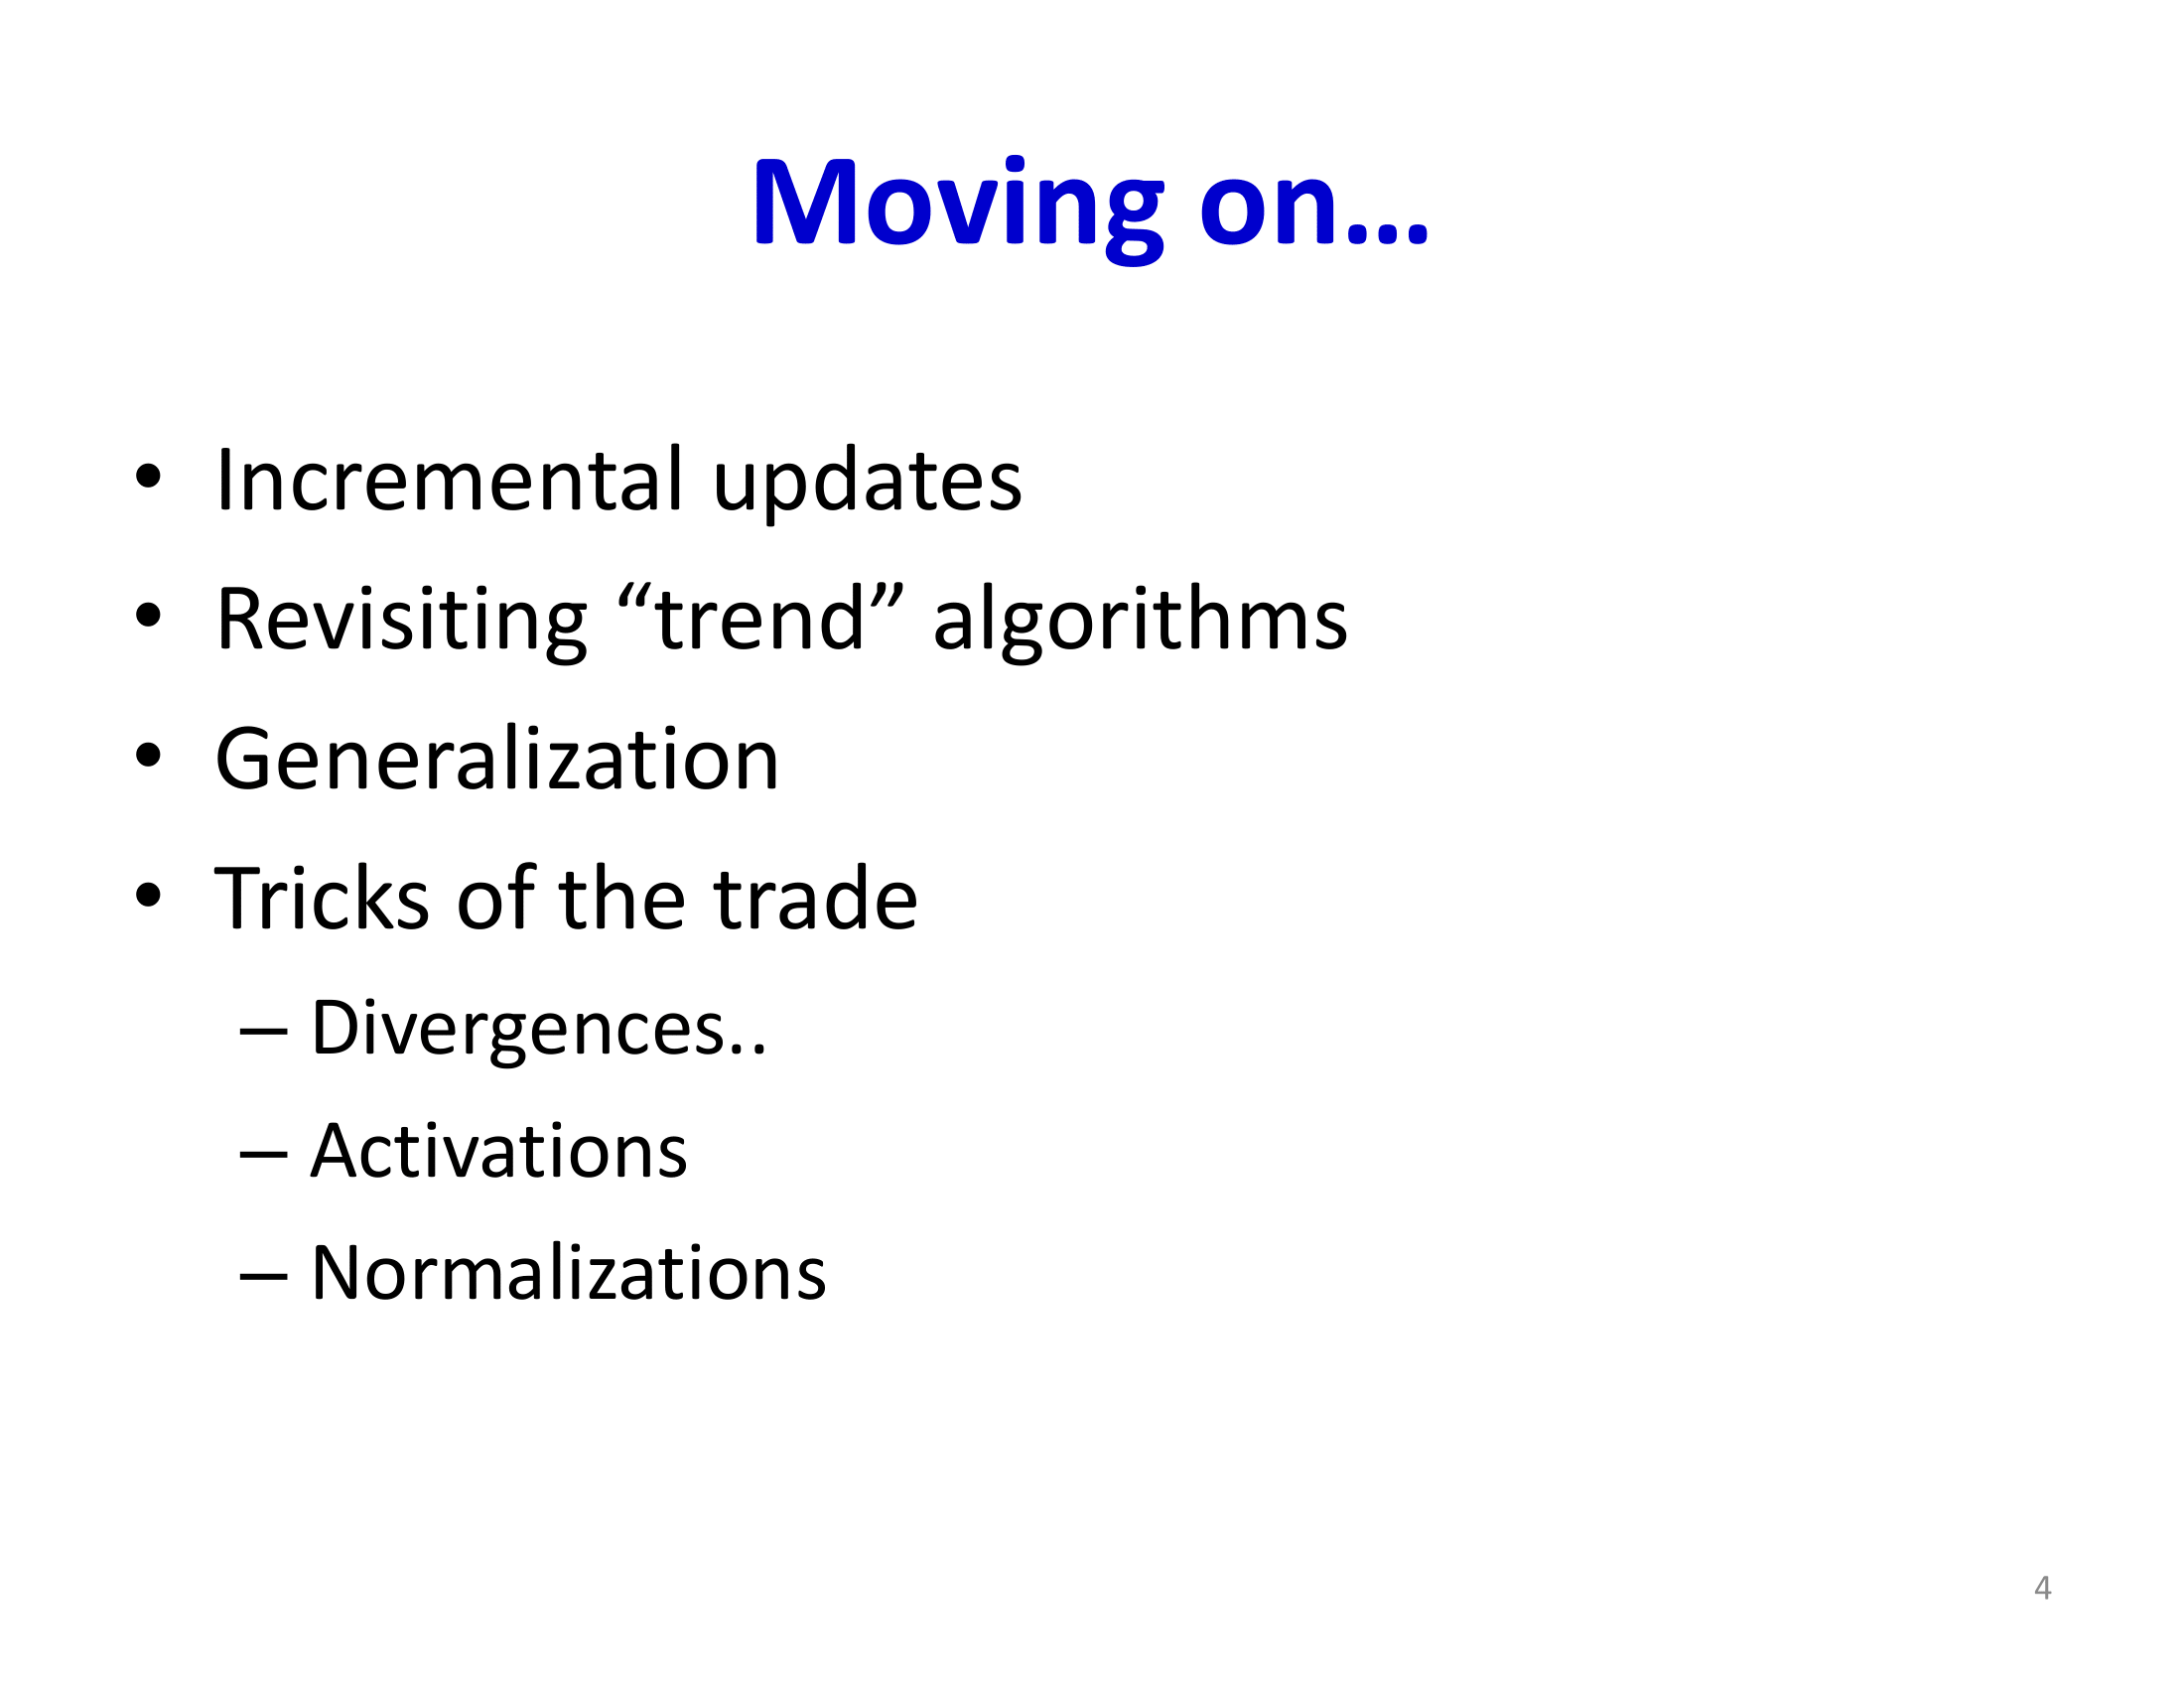 Moving on...
• Incremental updates
• Revisiting “trend” algorithms
• Generalization
• Tricks of the trade
– Divergences..
– Activations
– Normalizations
4